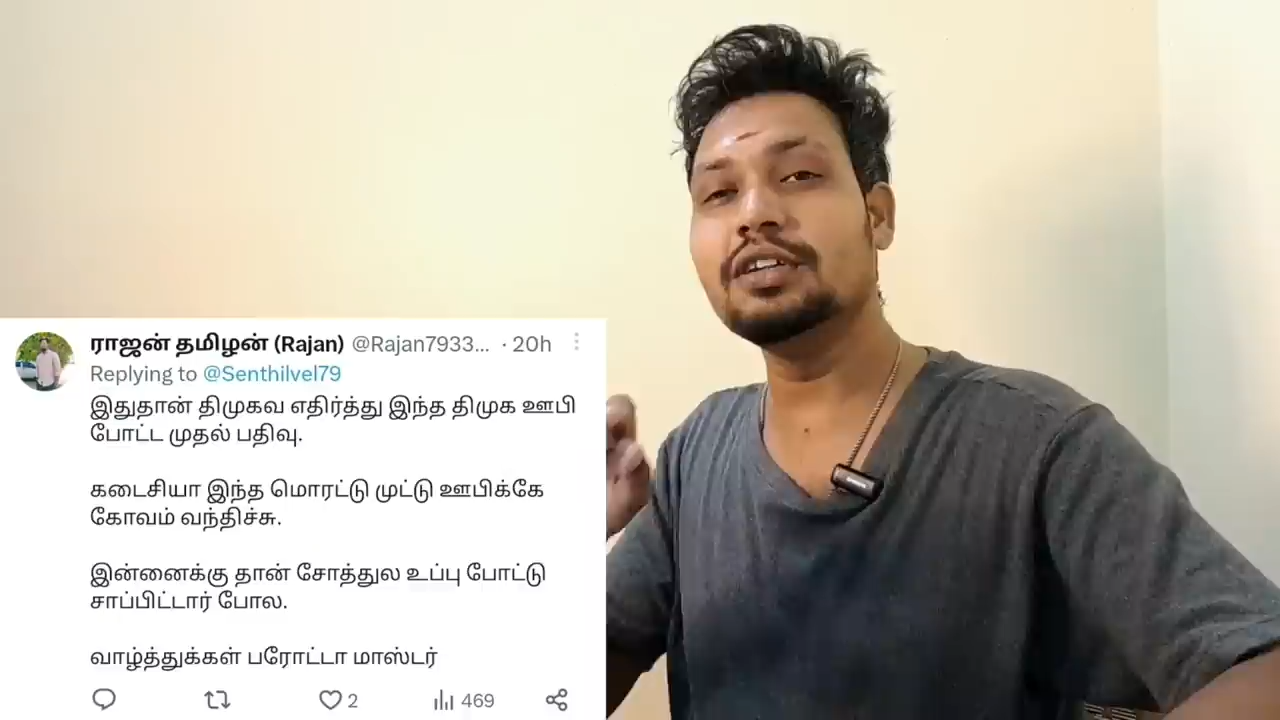 ராஜன் தமிழன் (Rajan) @Rajan7933... · 20h
Replying to @Senthilvel79
இதுதான் திமுகவ எதிர்த்து இந்த திமுக ஊபி
போட்ட முதல் பதிவு.
கடைசியா இந்த மொரட்டு முட்டு ஊபிக்கே
கோவம் வந்திச்சு.
இன்னைக்கு தான் சோத்துல உப்பு போட்டு
சாப்பிட்டார் போல.
வாழ்த்துக்கள் பரோட்டா மாஸ்டர்
2 469